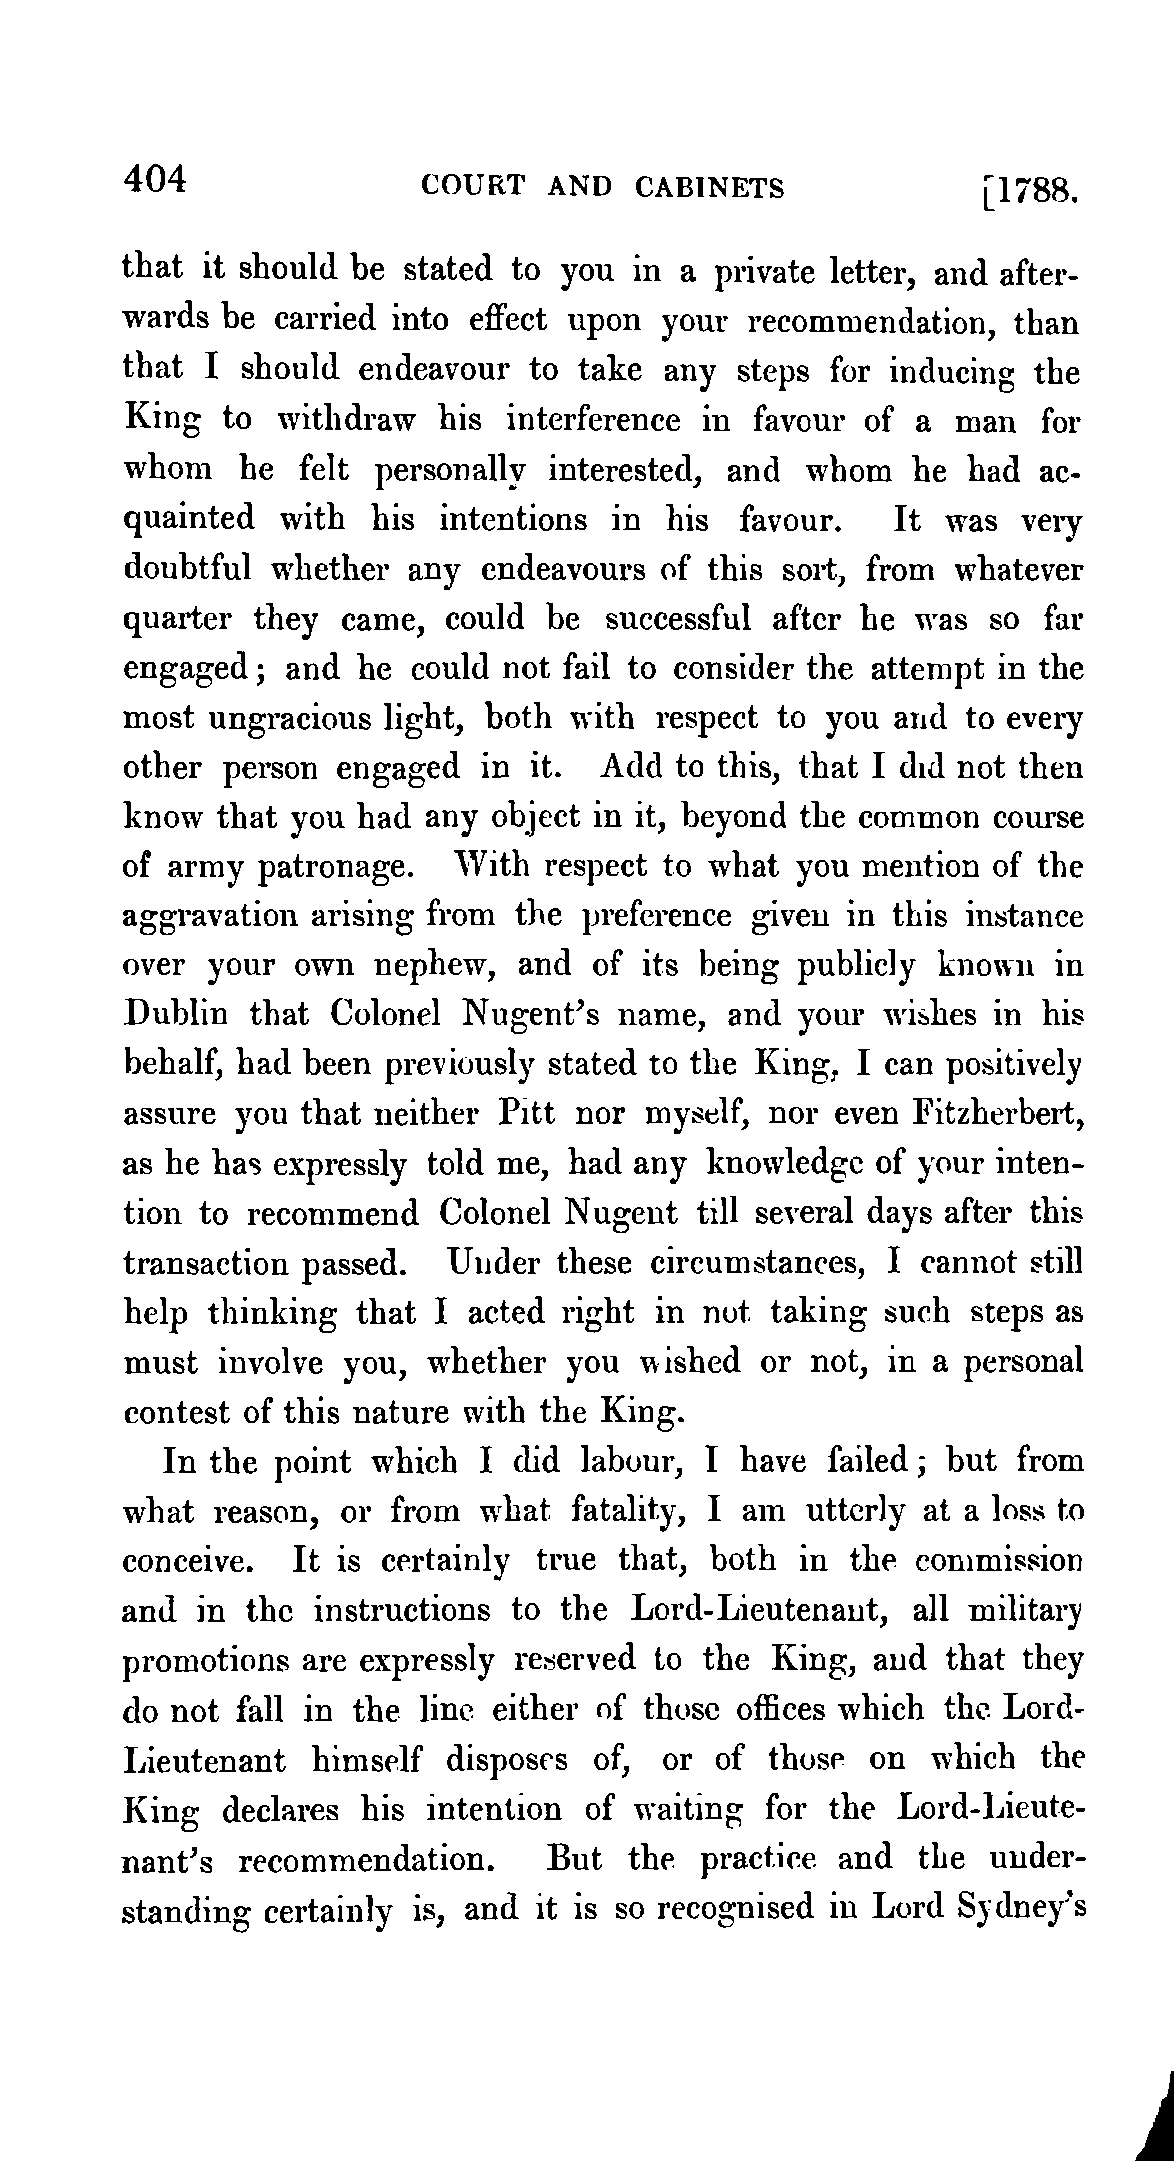 404 COURT AND CABINETS [1788.
that it should be stated to you in a private letter, and after-
wards be carried into effect upon your recommendation, than
that I should endeavour to take any steps for inducing the
King to withdraw his interference in favour of a man for
whom he felt personally interested, and whom he had ac-
quainted with his intentions in his favour. It was very
doubtful whether any endeavours of this sort, from whatever
quarter they came, could be successful after he was so far
engaged; and he could not fail to consider the attempt in the
most ungracious light, both with respect to you and to every
other person engaged in it. Add to this, that I did not then
know that you had any object in it, beyond the common course
of army patronage. With respect to what you mention of the
aggravation arising from the preference given in this instance
over your own nephew, and of its being publicly known in
Dublin that Colonel Nugent's name, and your wishes in his
behalf, had been previously stated to the King, I can positively
assure you that neither Pitt nor myself, nor even Fitzherbert,
as he has expressly told me, had any knowledge of your inten-
tion to recommend Colonel Nugent till several days after this
transaction passed. Under these circumstances, I cannot still
help thinking that I acted right in not taking such steps as
must involve you, whether you wished or not, in a personal
contest of this nature with the King.
In the point which I did labour, I have failed; but from
what reason, or from what fatality, I am utterly at a loss to
conceive. It is certainly true that, both in the commission
and in the instructions to the Lord-Lieutenant, all military
promotions are expressly reserved to the King, and that they
do not fall in the line either of those offices which the Lord-
Lieutenant himself disposes of, or of those on which the
King declares his intention of waiting for the Lord-Lieute-
nant's recommendation. But the practice and the under-
standing certainly is, and it is so recognised in Lord Sydney's